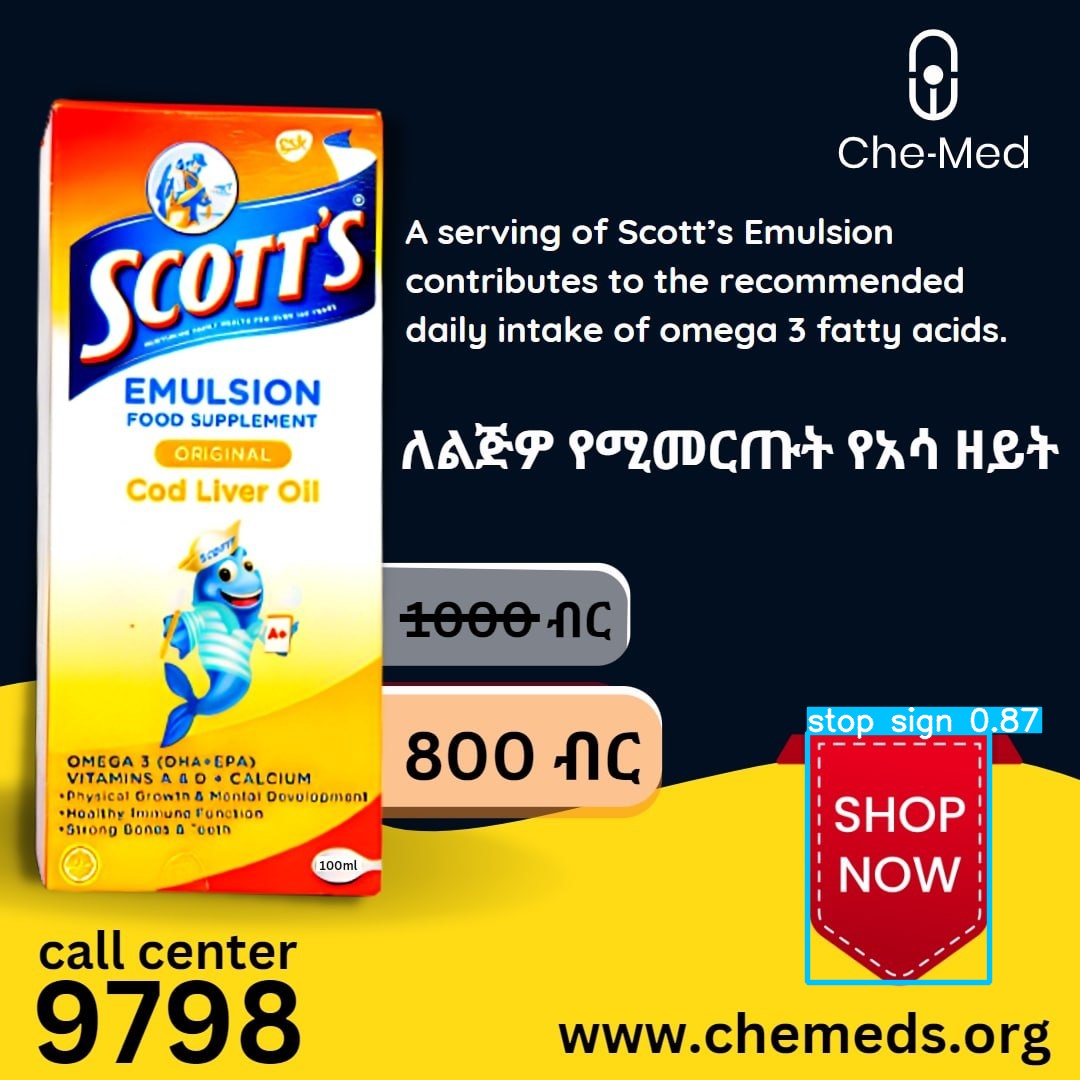 Che-Med
gsk
SCOTT'S®
EMULSION
FOOD SUPPLEMENT
ORIGINAL
Cod Liver Oil
SCOTT'S
A+
OMEGA 3 (DHA+EPA)
VITAMINS A & D + CALCIUM
•Physical Growth & Mental Development
•Healthy Immune Function
•Strong Bones & Teeth
100ml
A serving of Scott's Emulsion
contributes to the recommended
daily intake of omega 3 fatty acids.
ለልጅዎ የሚመርጡት የአሳ ዘይት
1000 ብር
800 ብር
stop sign 0.87
SHOP
NOW
call center
9798
www.chemeds.org